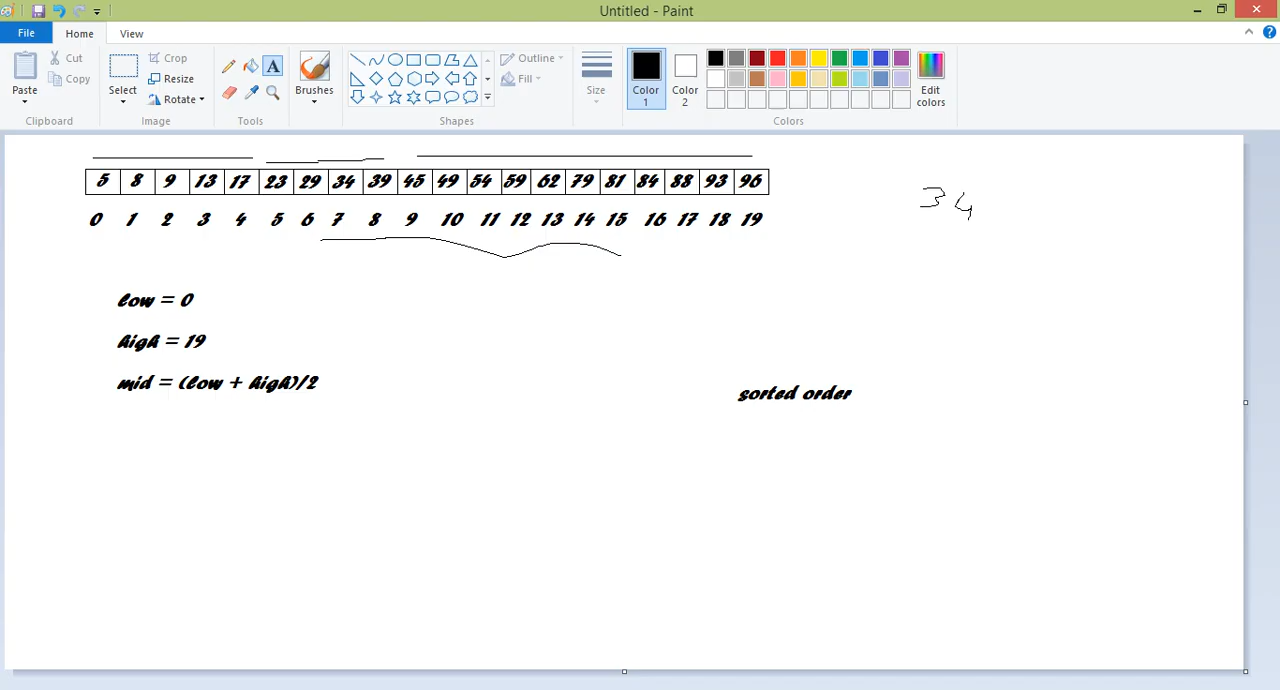 Untitled - Paint
File Home View
Paste
Cut
Copy
Clipboard
Select
Crop
Resize
Rotate
Image
A
Tools
Brushes
Outline
Fill
Shapes
Size
Color 1
Color 2
Edit colors
Colors
5 8 9 13 17 23 29 34 39 45 49 54 59 62 79 81 84 88 93 96
0 1 2 3 4 5 6 7 8 9 10 11 12 13 14 15 16 17 18 19
34
low = 0
high = 19
mid = (low + high)/2
sorted order